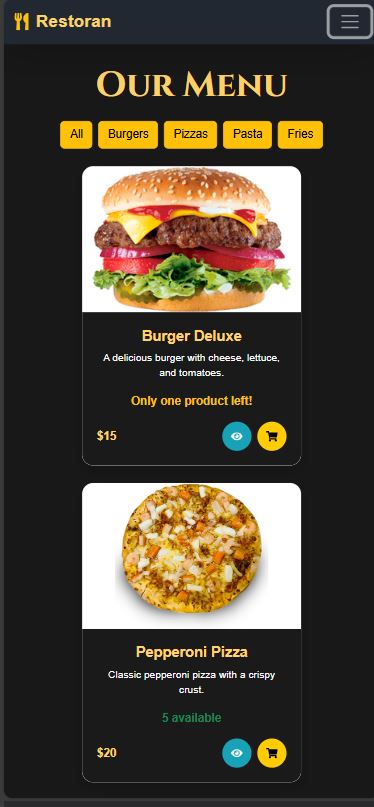 Restoran
Our Menu
All Burgers Pizzas Pasta Fries
Burger Deluxe
A delicious burger with cheese, lettuce,
and tomatoes.
Only one product left!
$15
Pepperoni Pizza
Classic pepperoni pizza with a crispy
crust.
5 available
$20